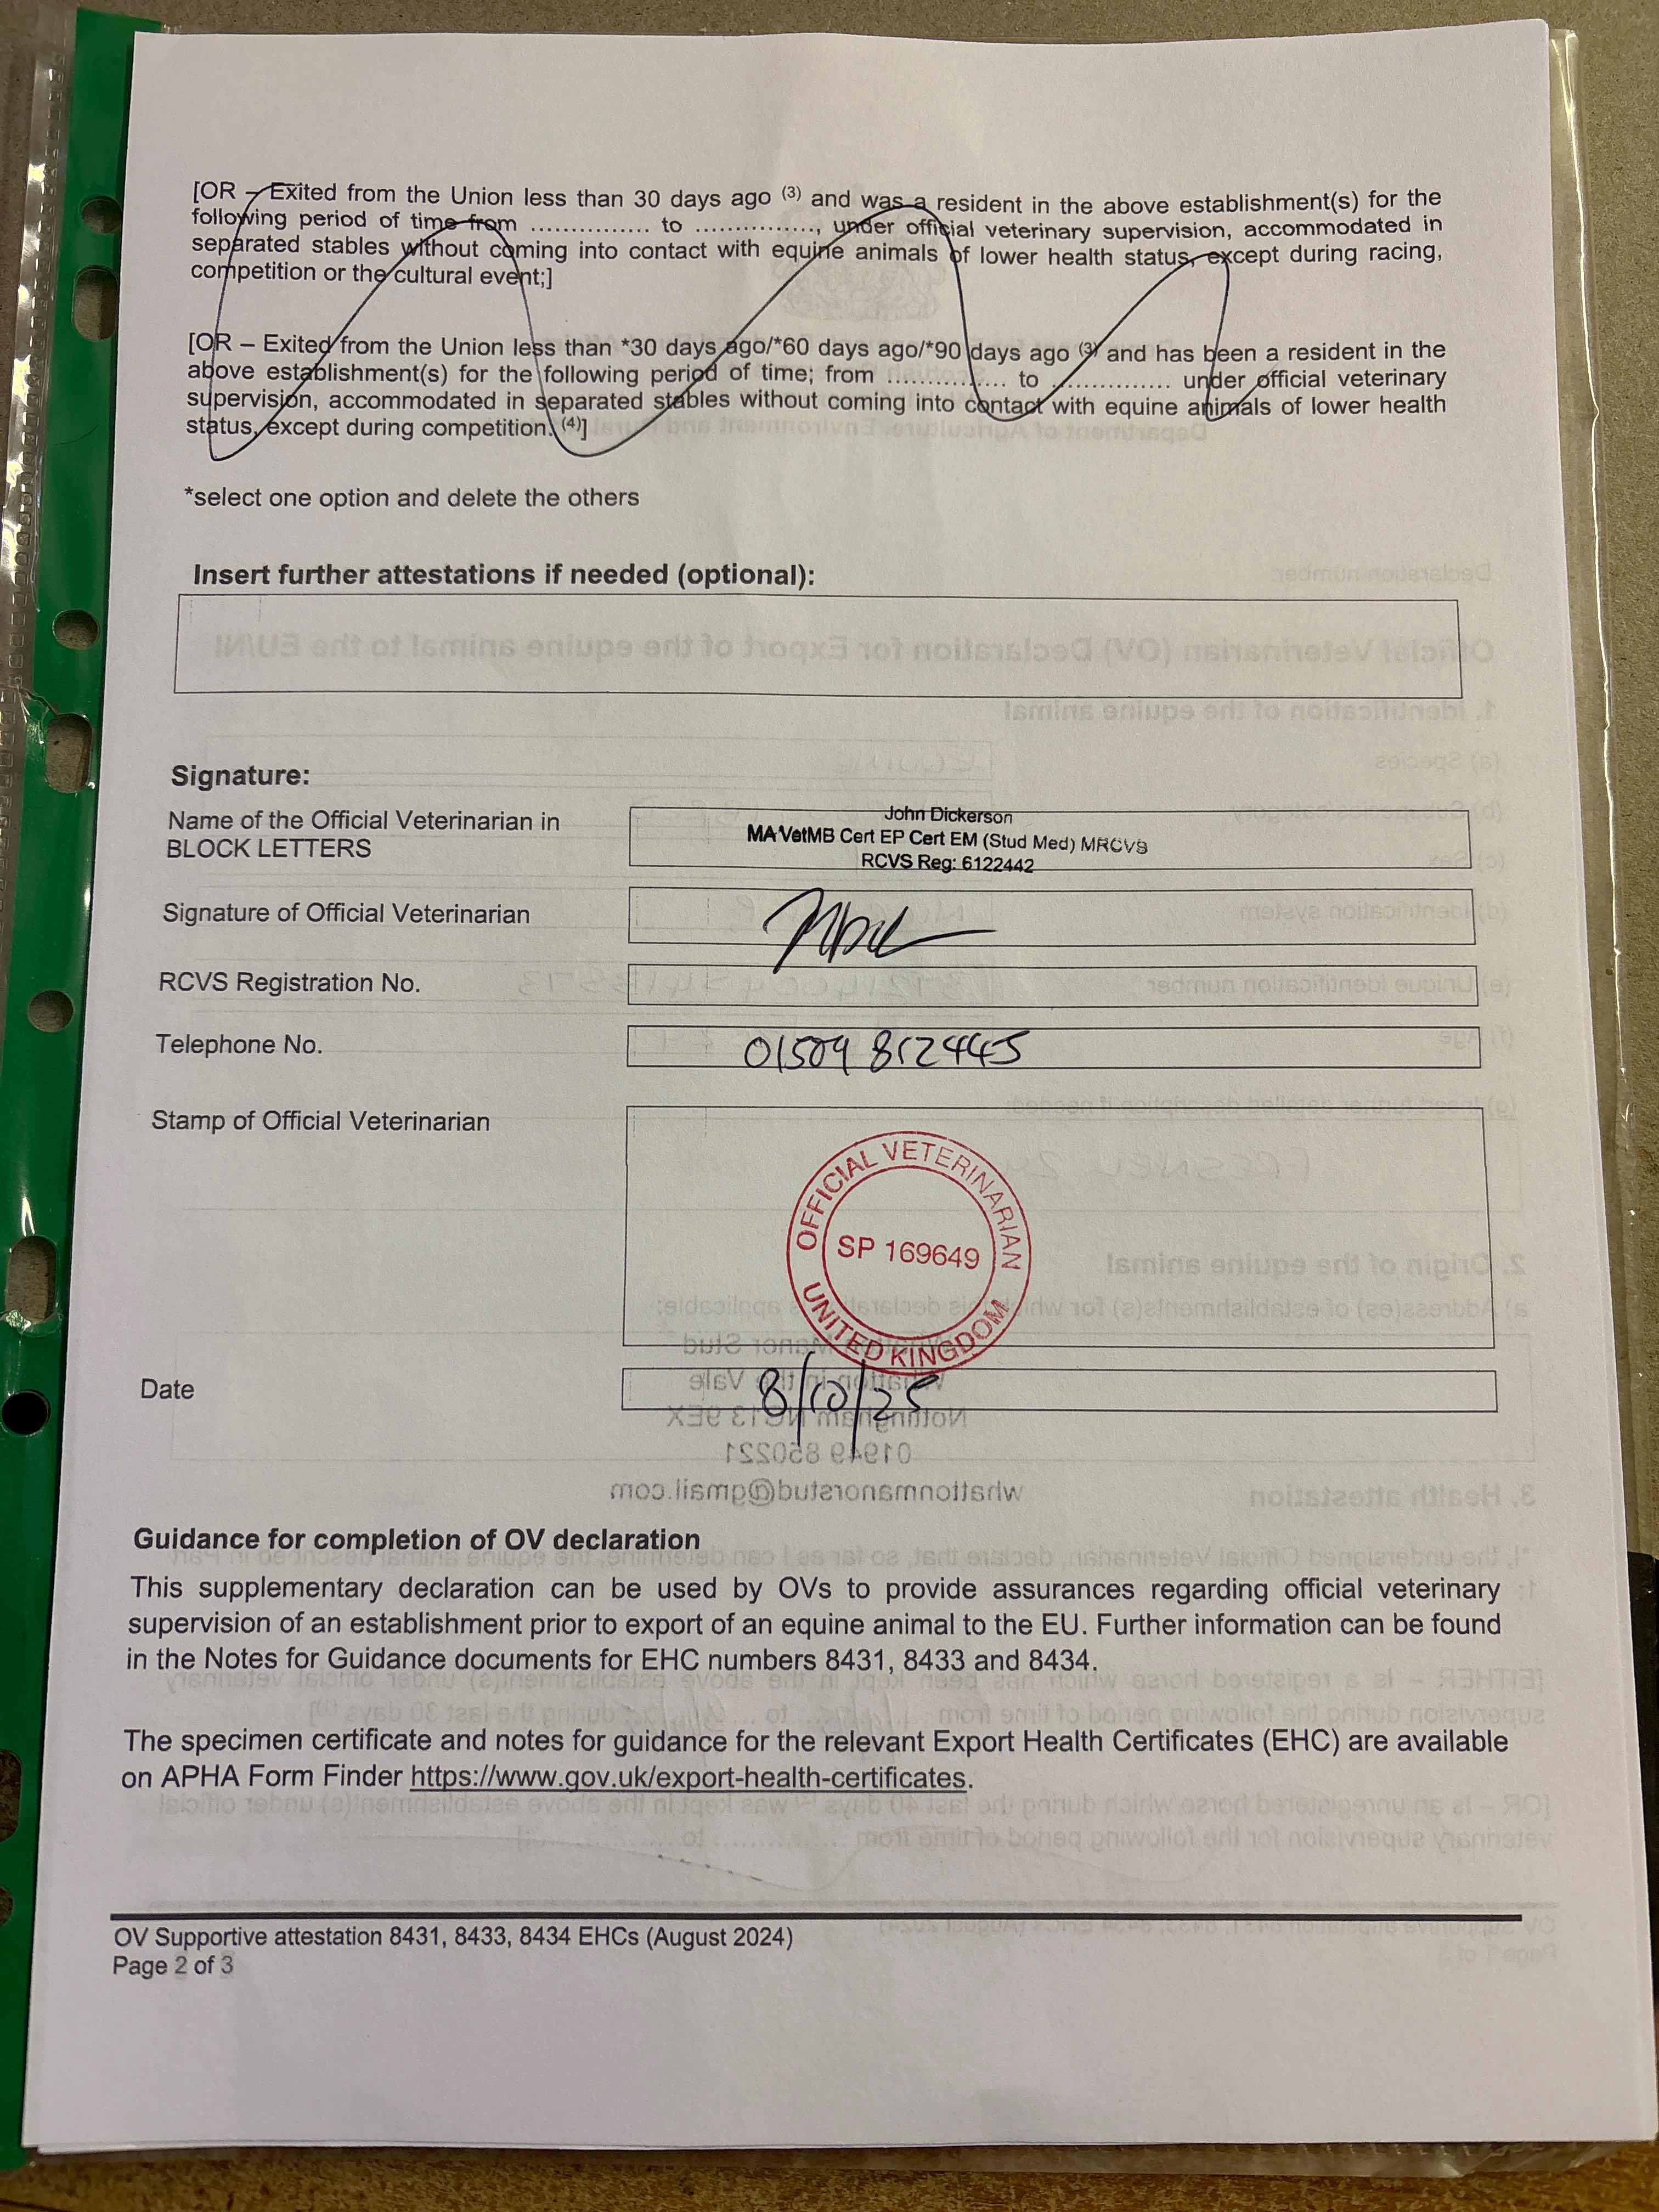 [OR – Exited from the Union less than 30 days ago (3) and was a resident in the above establishment(s) for the
following period of time from ................ to ................, under official veterinary supervision, accommodated in
separated stables without coming into contact with equine animals of lower health status, except during racing,
competition or the cultural event;]
[OR – Exited from the Union less than *30 days ago/*60 days ago/*90 days ago (3) and has been a resident in the
above establishment(s) for the following period of time; from ................ to ................ under official veterinary
supervision, accommodated in separated stables without coming into contact with equine animals of lower health
status, except during competition. (4)]
*select one option and delete the others
Insert further attestations if needed (optional):
Signature:
Name of the Official Veterinarian in
BLOCK LETTERS
John Dickerson
MA VetMB Cert EP Cert EM (Stud Med) MRCVS
RCVS Reg: 6122442
Signature of Official Veterinarian
RCVS Registration No.
Telephone No.
01509 812445
Stamp of Official Veterinarian
OFFICIAL VETERINARIAN
SP 169649
UNITED KINGDOM
Date
8/10/25
Guidance for completion of OV declaration
This supplementary declaration can be used by OVs to provide assurances regarding official veterinary
supervision of an establishment prior to export of an equine animal to the EU. Further information can be found
in the Notes for Guidance documents for EHC numbers 8431, 8433 and 8434.
The specimen certificate and notes for guidance for the relevant Export Health Certificates (EHC) are available
on APHA Form Finder https://www.gov.uk/export-health-certificates.
OV Supportive attestation 8431, 8433, 8434 EHCs (August 2024)
Page 2 of 3